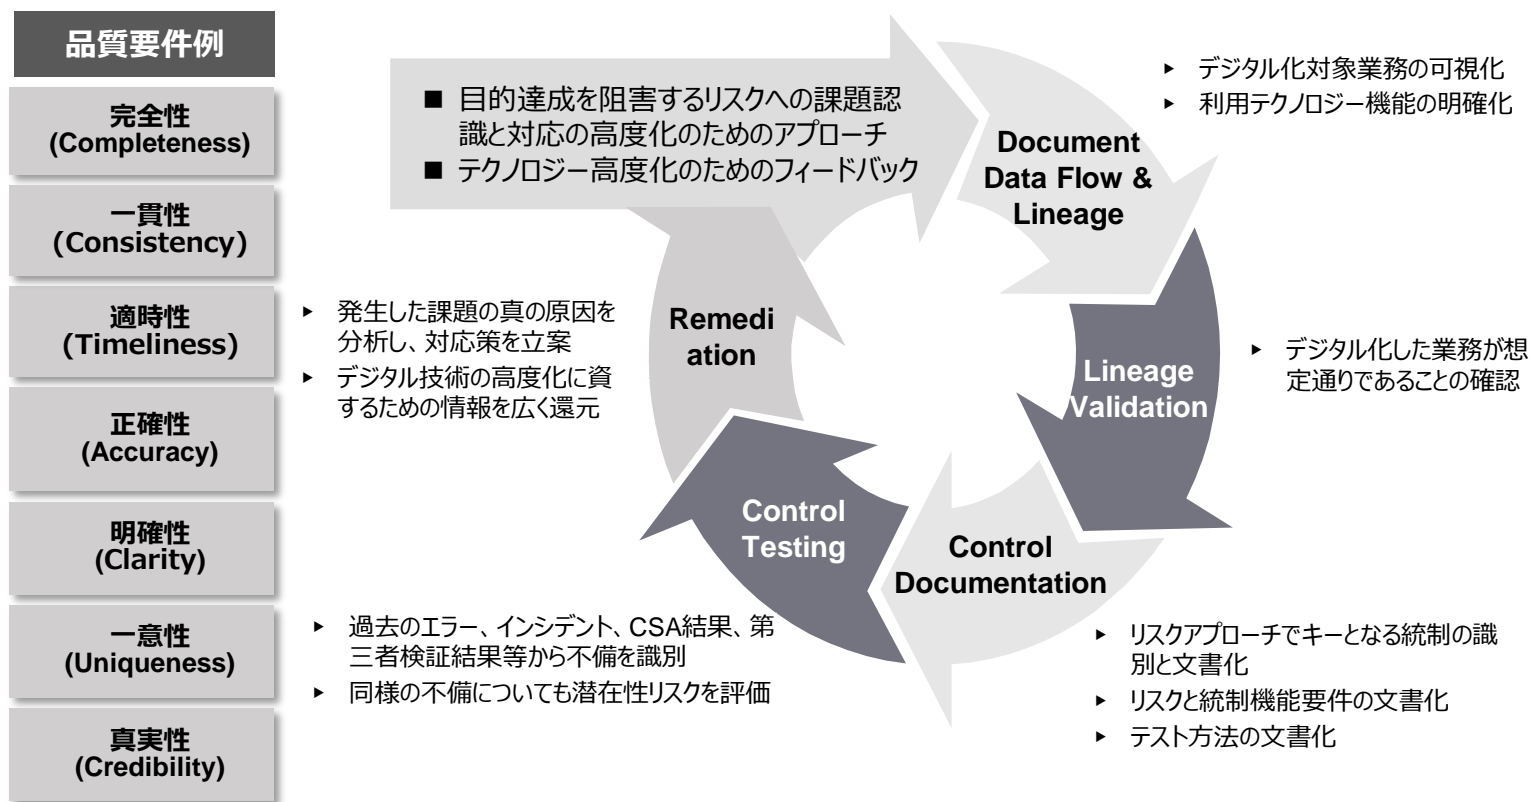 品質要件例
完全性
(Completeness)
一貫性
(Consistency)
適時性
(Timeliness)
正確性
(Accuracy)
明確性
(Clarity)
一意性
(Uniqueness)
真実性
(Credibility)
■ 目的達成を阻害するリスクへの課題認
識と対応の高度化のためのアプローチ
■ テクノロジー高度化のためのフィードバック
Document
Data Flow &
Lineage
▶ デジタル化対象業務の可視化
▶ 利用テクノロジー機能の明確化
Lineage
Validation
▶ デジタル化した業務が想
定通りであることの確認
Control
Documentation
▶ リスクアプローチでキーとなる統制の識
別と文書化
▶ リスクと統制機能要件の文書化
▶ テスト方法の文書化
Control
Testing
▶ 過去のエラー、インシデント、CSA結果、第
三者検証結果等から不備を識別
▶ 同様の不備についても潜在性リスクを評価
Remedi
ation
▶ 発生した課題の真の原因を
分析し、対応策を立案
▶ デジタル技術の高度化に資
するための情報を広く還元